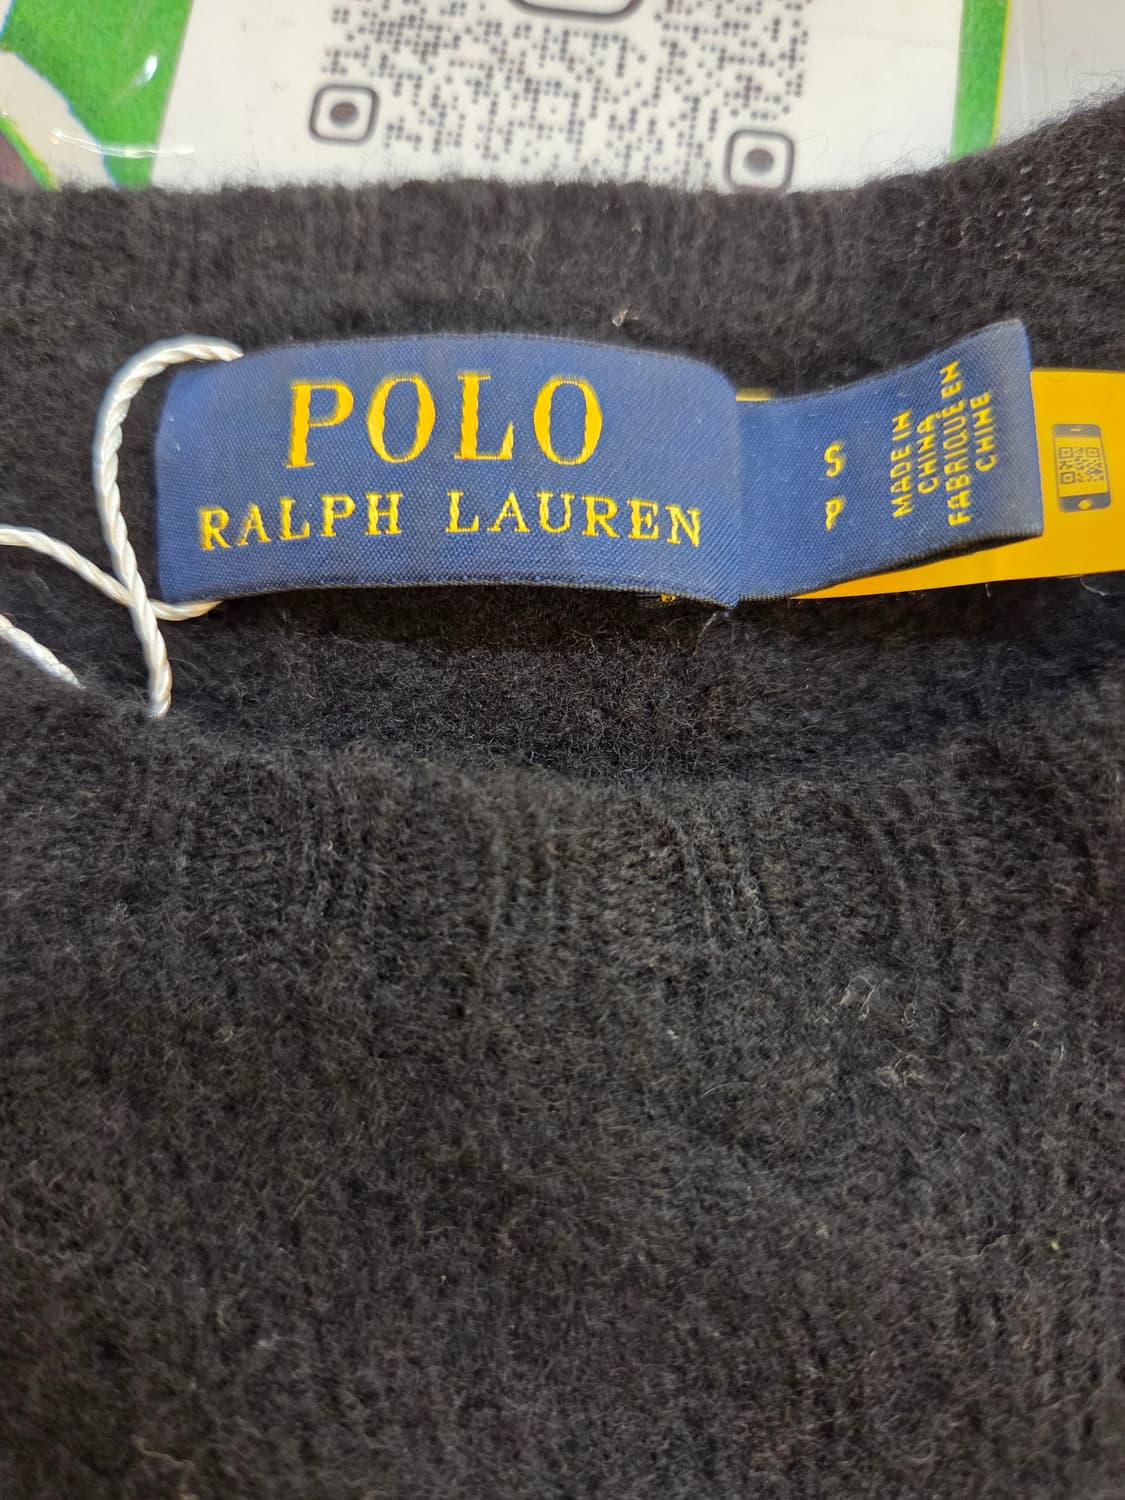 POLO
RALPH LAUREN
S
P
MADE IN
CHINA
FABRIQUÉ EN
CHINE